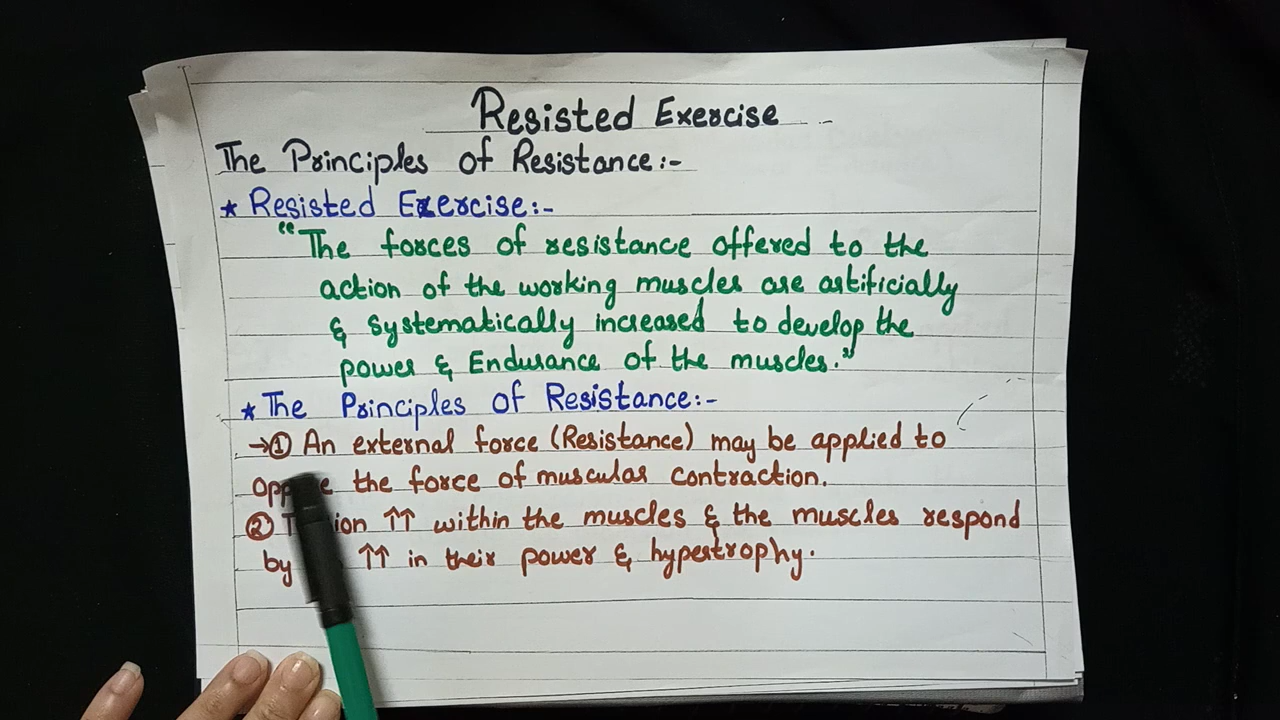 Resisted Exercise
The Principles of Resistance:-
* Resisted Exercise:-
"The forces of resistance offered to the
action of the working muscles are artificially
& systematically increased to develop the
power & Endurance of the muscles."
* The Principles of Resistance:-
→① An external force (Resistance) may be applied to
the force of muscular contraction.
② ↑↑ within the muscles & the muscles respond
by ↑↑ in their power & hypertrophy.